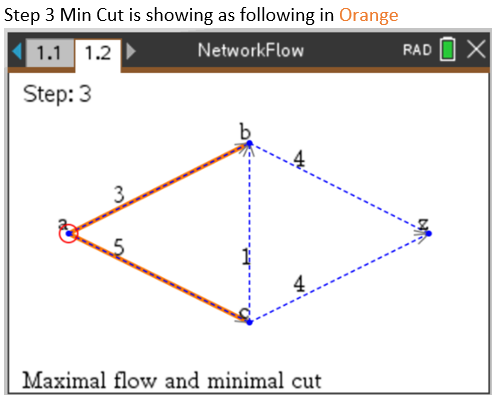 Step 3 Min Cut is showing as following in Orange
1.1 1.2 NetworkFlow RAD
Step: 3
b
4
3
a
z
5
1
4
c
Maximal flow and minimal cut